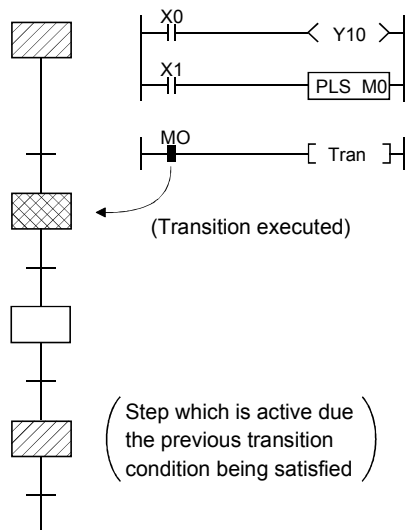 X0
Y10
X1
PLS M0
MO
Tran
(Transition executed)
Step which is active due
the previous transition
condition being satisfied